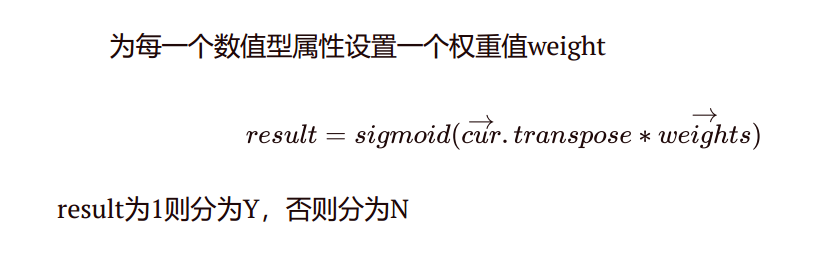 为每一个数值型属性设置一个权重值weight
result = sigmoid(\overrightarrow{cur}.transpose * \overrightarrow{weights})
result为1则分为Y，否则分为N